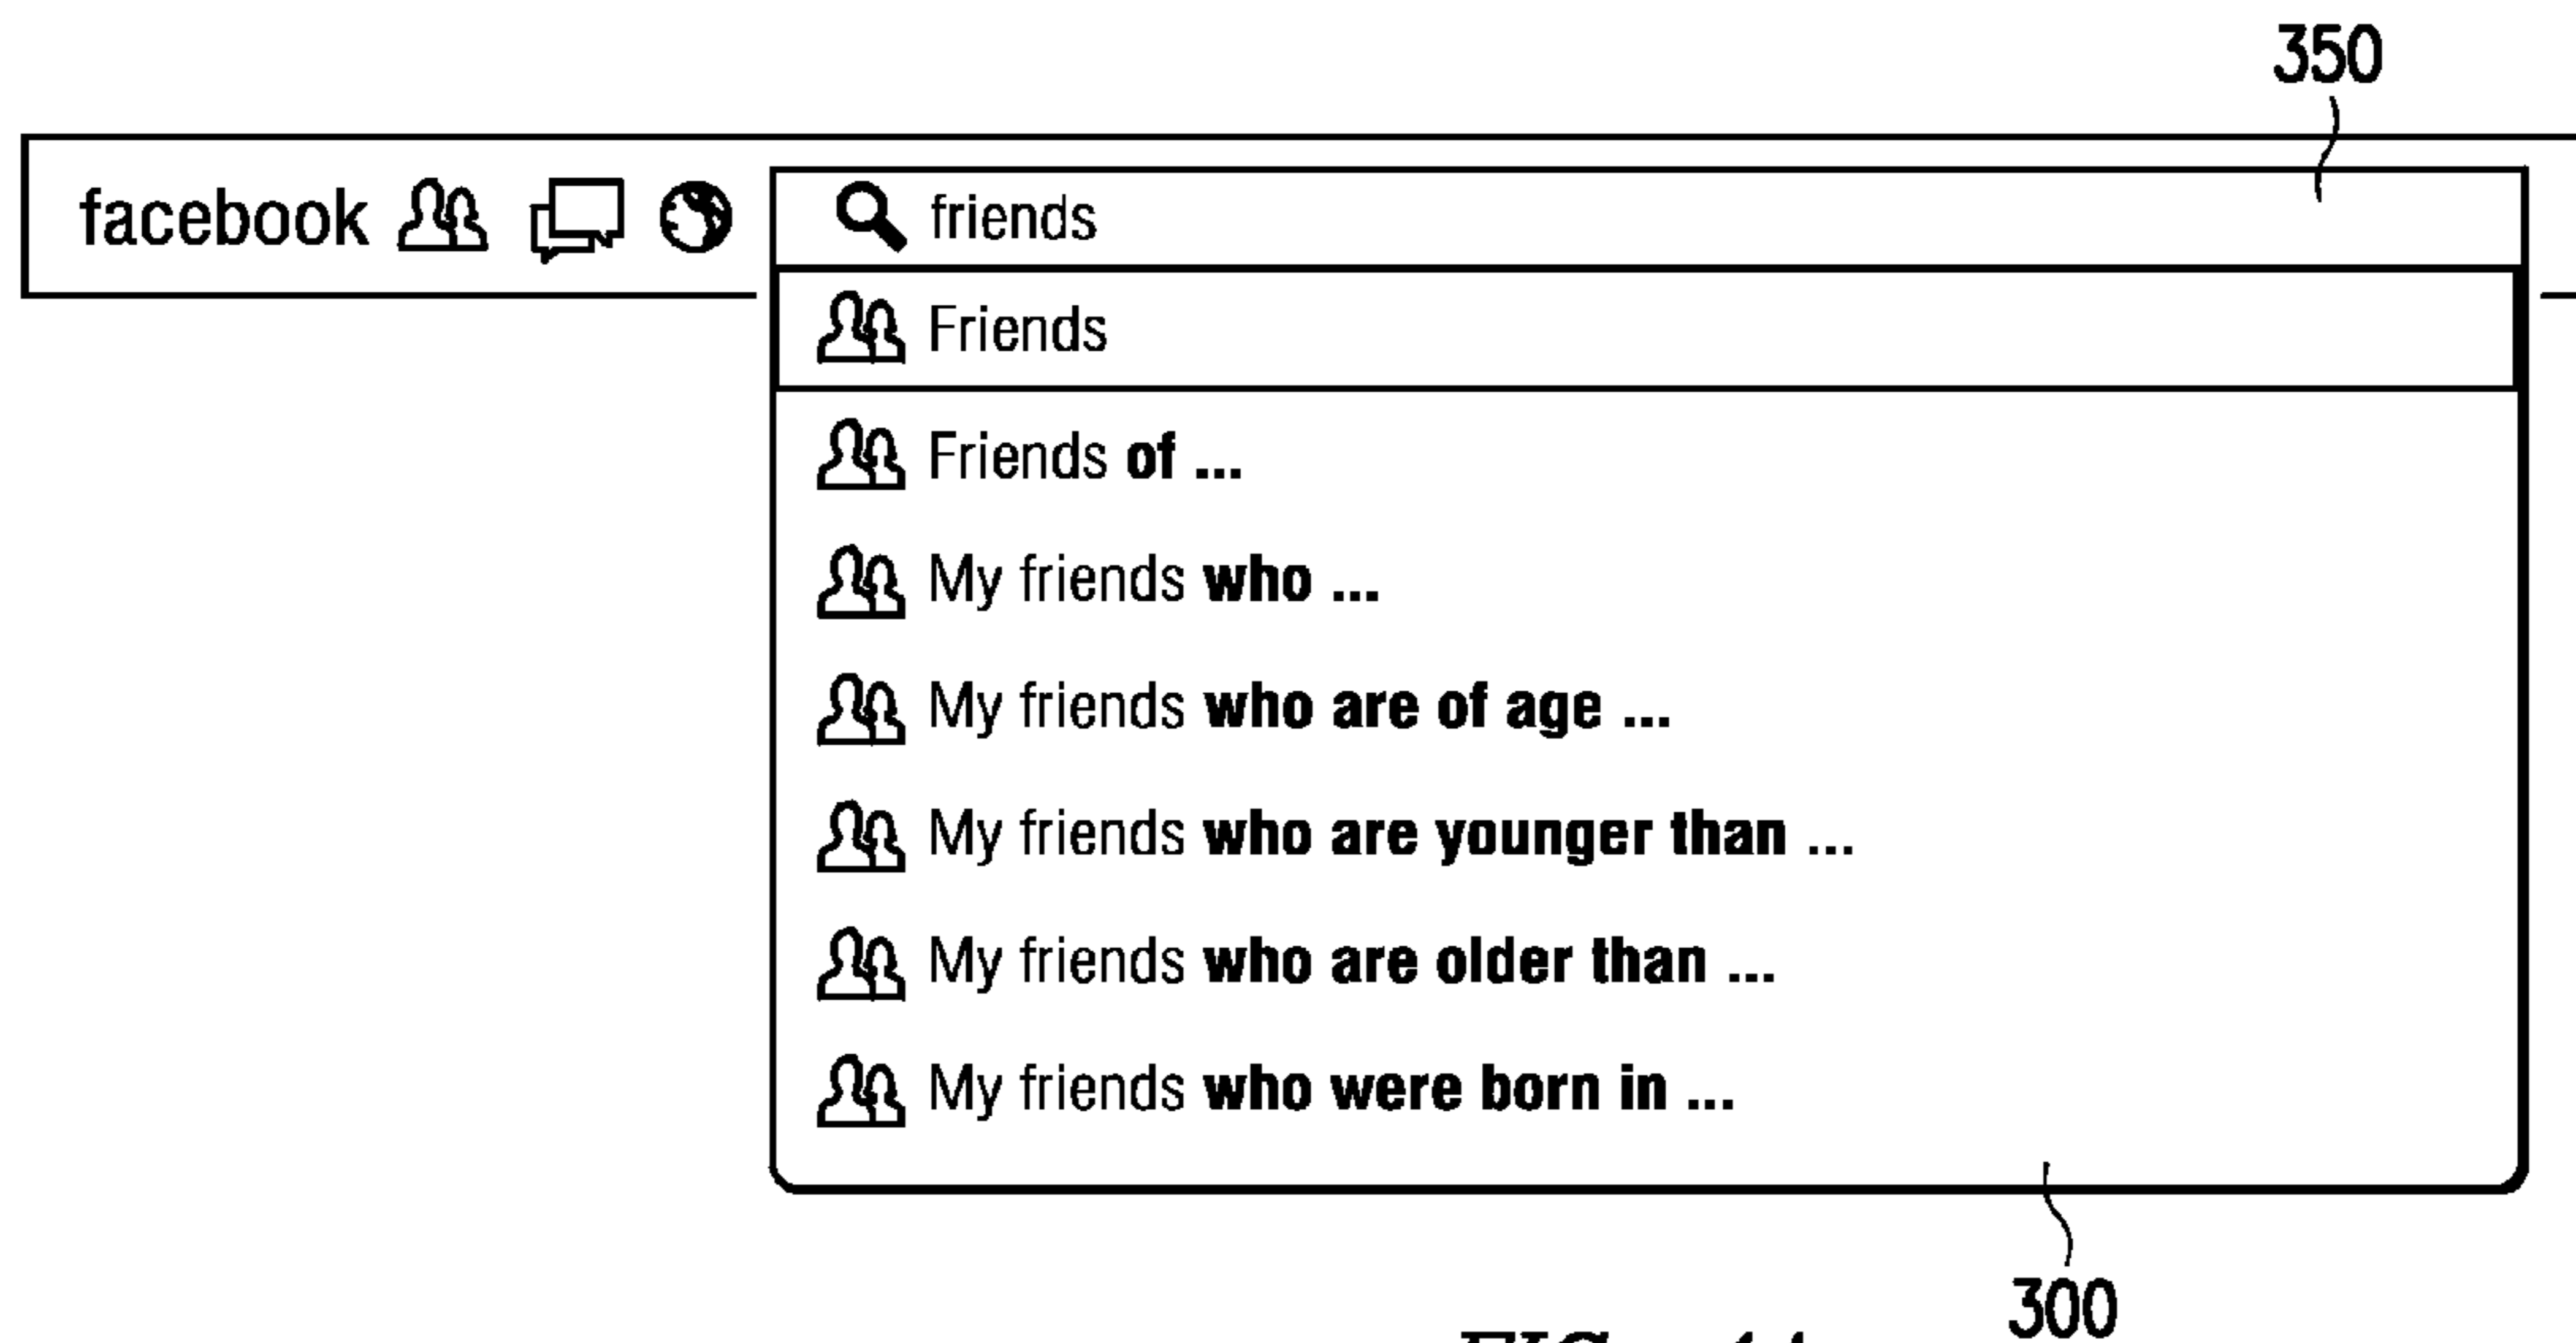 350
facebook friends
Friends
Friends of ...
My friends who ...
My friends who are of age ...
My friends who are younger than ...
My friends who are older than ...
My friends who were born in ...
300